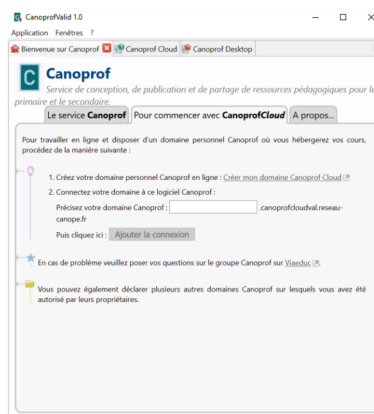 CanoprofValid 1.0
Application Fenêtres ?
Bienvenue sur Canoprof Canoprof Cloud Canoprof Desktop
Canoprof
Service de conception, de publication et de partage de ressources pédagogiques pour le
primaire et le secondaire.
Le service Canoprof Pour commencer avec CanoprofCloud A propos...
Pour travailler en ligne et disposer d'un domaine personnel Canoprof où vous hébergerez vos cours,
procédez de la manière suivante :
1. Créez votre domaine personnel Canoprof en ligne : Créer mon domaine Canoprof Cloud
2. Connectez votre domaine à ce logiciel Canoprof :
Précisez votre domaine Canoprof : .canoprofcloudval.reseau-
canope.fr
Puis cliquez ici : Ajouter la connexion
En cas de problème veuillez poser vos questions sur le groupe Canoprof sur Viaeduc.
Vous pouvez également déclarer plusieurs autres domaines Canoprof sur lesquels vous avez été
autorisé par leurs propriétaires.